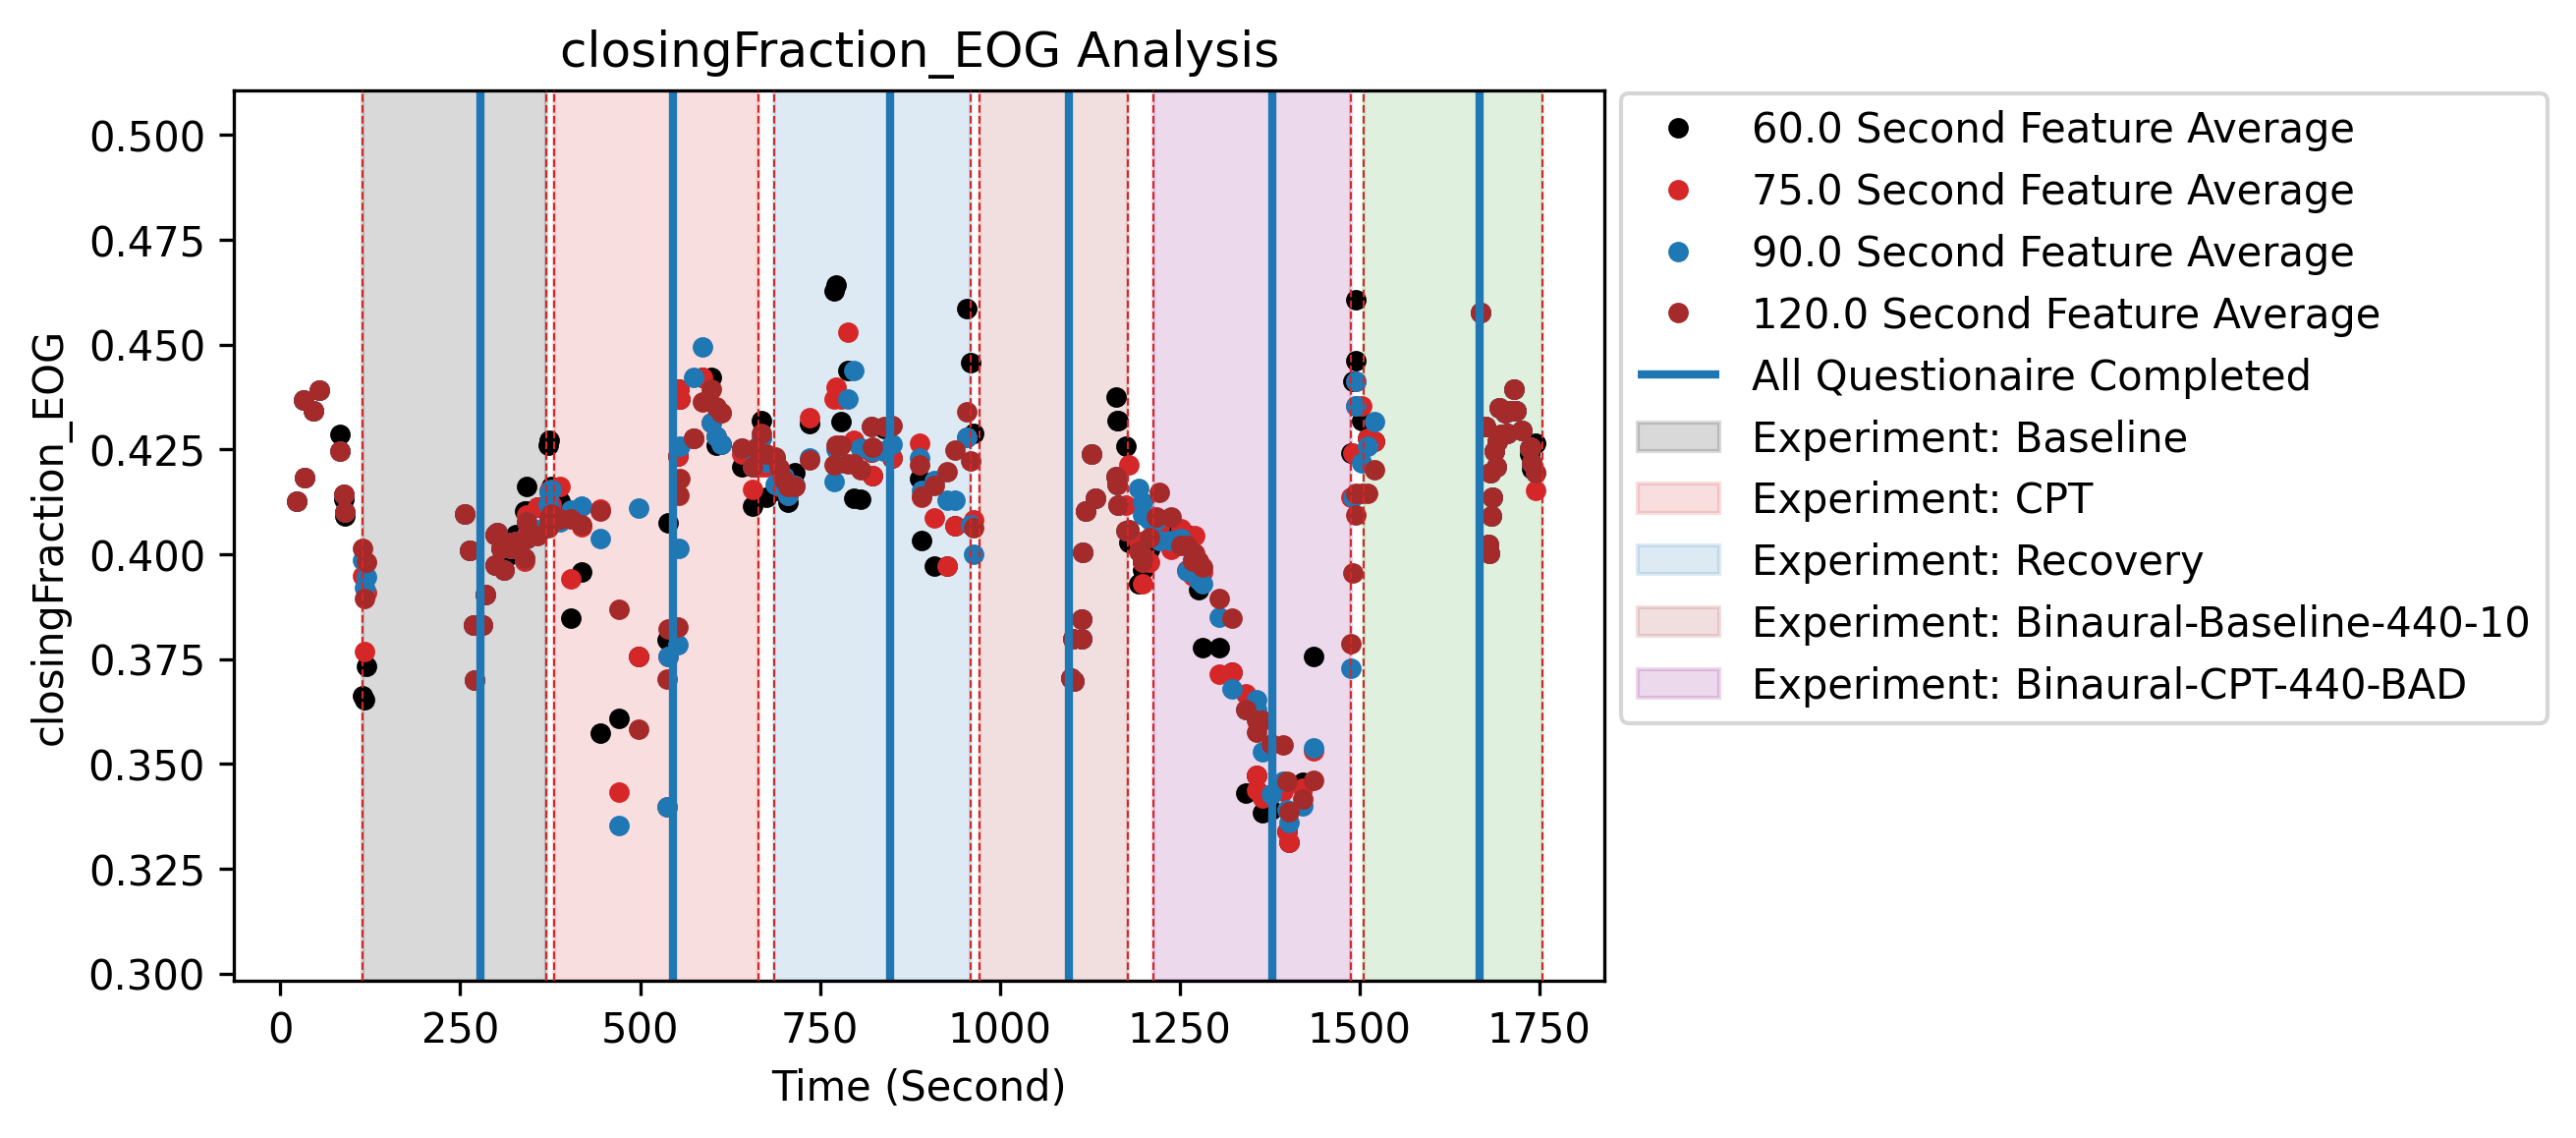 closingFraction_EOG Analysis
closingFraction_EOG
0.500
0.475
0.450
0.425
0.400
0.375
0.350
0.325
0.300
0 250 500 750 1000 1250 1500 1750
Time (Second)
60.0 Second Feature Average
75.0 Second Feature Average
90.0 Second Feature Average
120.0 Second Feature Average
All Questionaire Completed
Experiment: Baseline
Experiment: CPT
Experiment: Recovery
Experiment: Binaural-Baseline-440-10
Experiment: Binaural-CPT-440-BAD